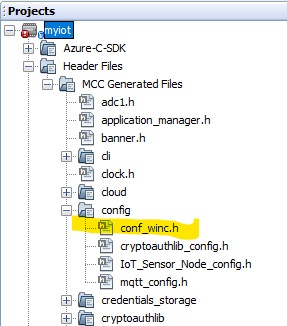 Projects
myiot
Azure-C-SDK
Header Files
MCC Generated Files
adc1.h
application_manager.h
banner.h
cli
clock.h
cloud
config
conf_winc.h
cryptoauthlib_config.h
IoT_Sensor_Node_config.h
mqtt_config.h
credentials_storage
cryptoauthlib